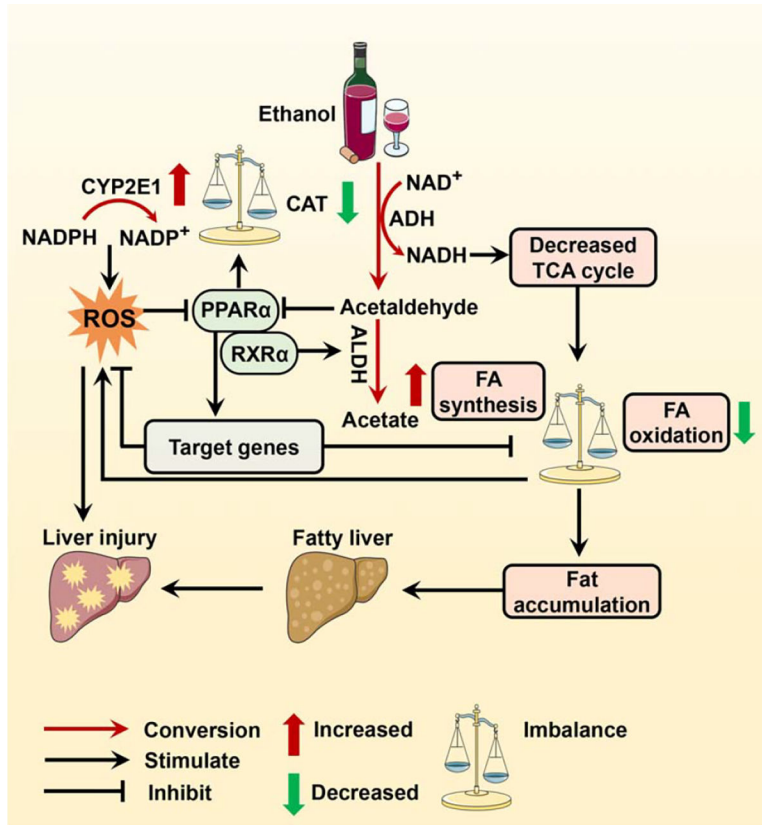 Ethanol
CYP2E1
CAT
NAD+
ADH
NADPH
NADP+
NADH
Decreased
TCA cycle
ROS
PPARα
Acetaldehyde
RXRα
ALDH
FA
synthesis
Acetate
FA
oxidation
Target genes
Liver injury
Fatty liver
Fat
accumulation
Conversion
Increased
Imbalance
Stimulate
Inhibit
Decreased